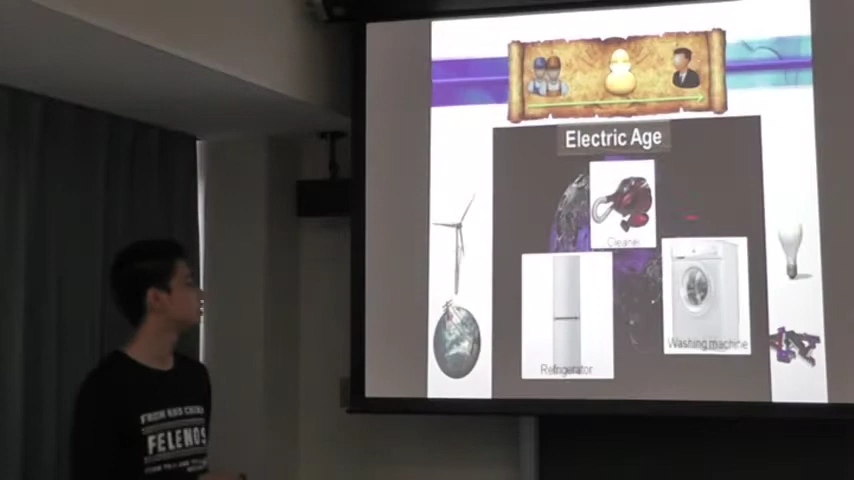 Electric Age
Cleaner
Washing machine
Refrigerator
FELENOS